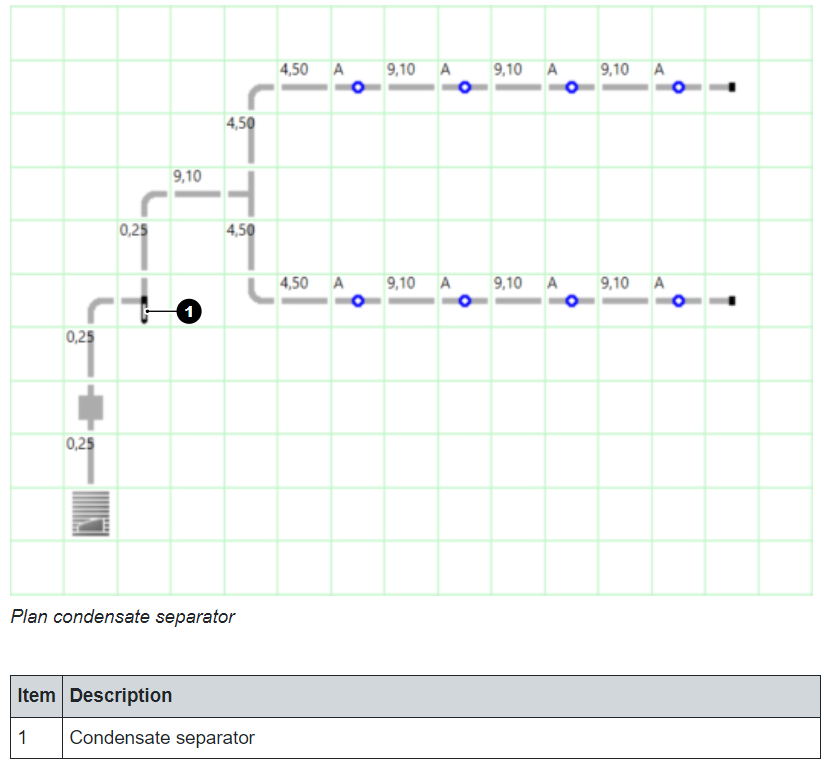 4,50 A 9,10 A 9,10 A 9,10 A
4,50
9,10
0,25 4,50
4,50 A 9,10 A 9,10 A 9,10 A
1
0,25
0,25
Plan condensate separator
Item Description
1 Condensate separator